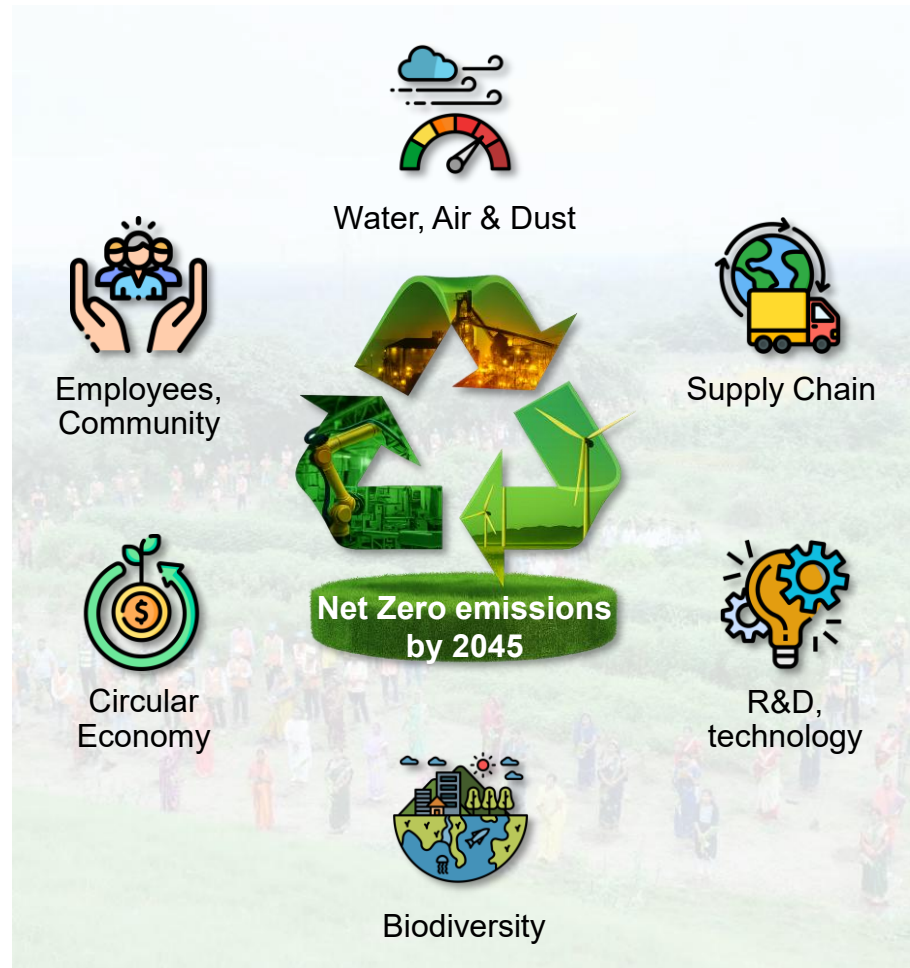 Water, Air & Dust
Employees,
Community
Supply Chain
Net Zero emissions
by 2045
Circular
Economy
R&D,
technology
Biodiversity
$